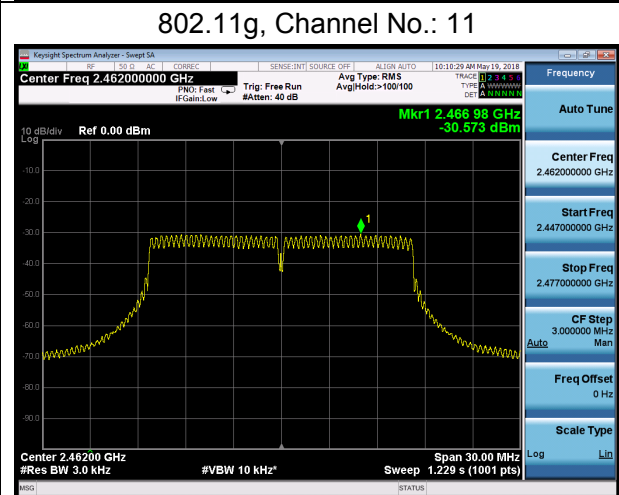 802.11g, Channel No.: 11
Keysight Spectrum Analyzer - Swept SA
RF 50 Ω AC CORREC SENSE:INT SOURCE OFF ALIGN AUTO 10:10:29 AM May 19, 2018
Center Freq 2.462000000 GHz
PNO: Fast
IFGain:Low
Trig: Free Run
#Atten: 40 dB
Avg Type: RMS
Avg|Hold:>100/100
TRACE 1 2 3 4 5 6
TYPE A WWWWW
DET A N N N N N
Mkr1 2.466 98 GHz
-30.573 dBm
10 dB/div Ref 0.00 dBm
Log
-10.0
-20.0
-30.0
-40.0
-50.0
-60.0
-70.0
-80.0
-90.0
1
Center 2.46200 GHz Span 30.00 MHz
#Res BW 3.0 kHz #VBW 10 kHz* Sweep 1.229 s (1001 pts)
MSG STATUS
Frequency
Auto Tune
Center Freq
2.462000000 GHz
Start Freq
2.447000000 GHz
Stop Freq
2.477000000 GHz
CF Step
3.000000 MHz
Auto Man
Freq Offset
0 Hz
Scale Type
Log Lin